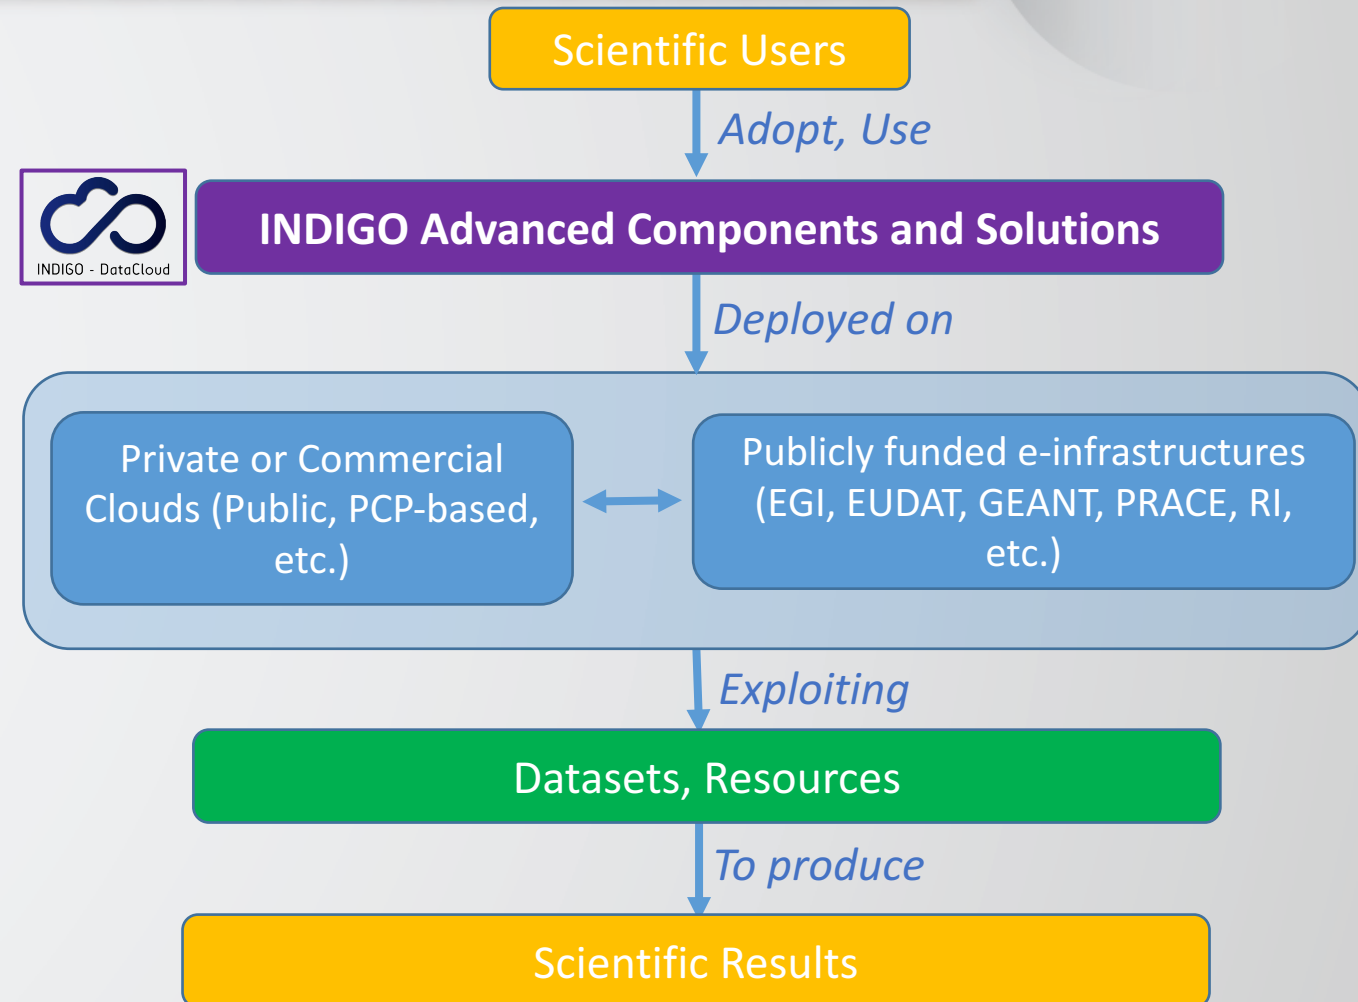 Scientific Users
Adopt, Use
INDIGO - DataCloud
INDIGO Advanced Components and Solutions
Deployed on
Private or Commercial
Clouds (Public, PCP-based,
etc.)
Publicly funded e-infrastructures
(EGI, EUDAT, GEANT, PRACE, RI,
etc.)
Exploiting
Datasets, Resources
To produce
Scientific Results